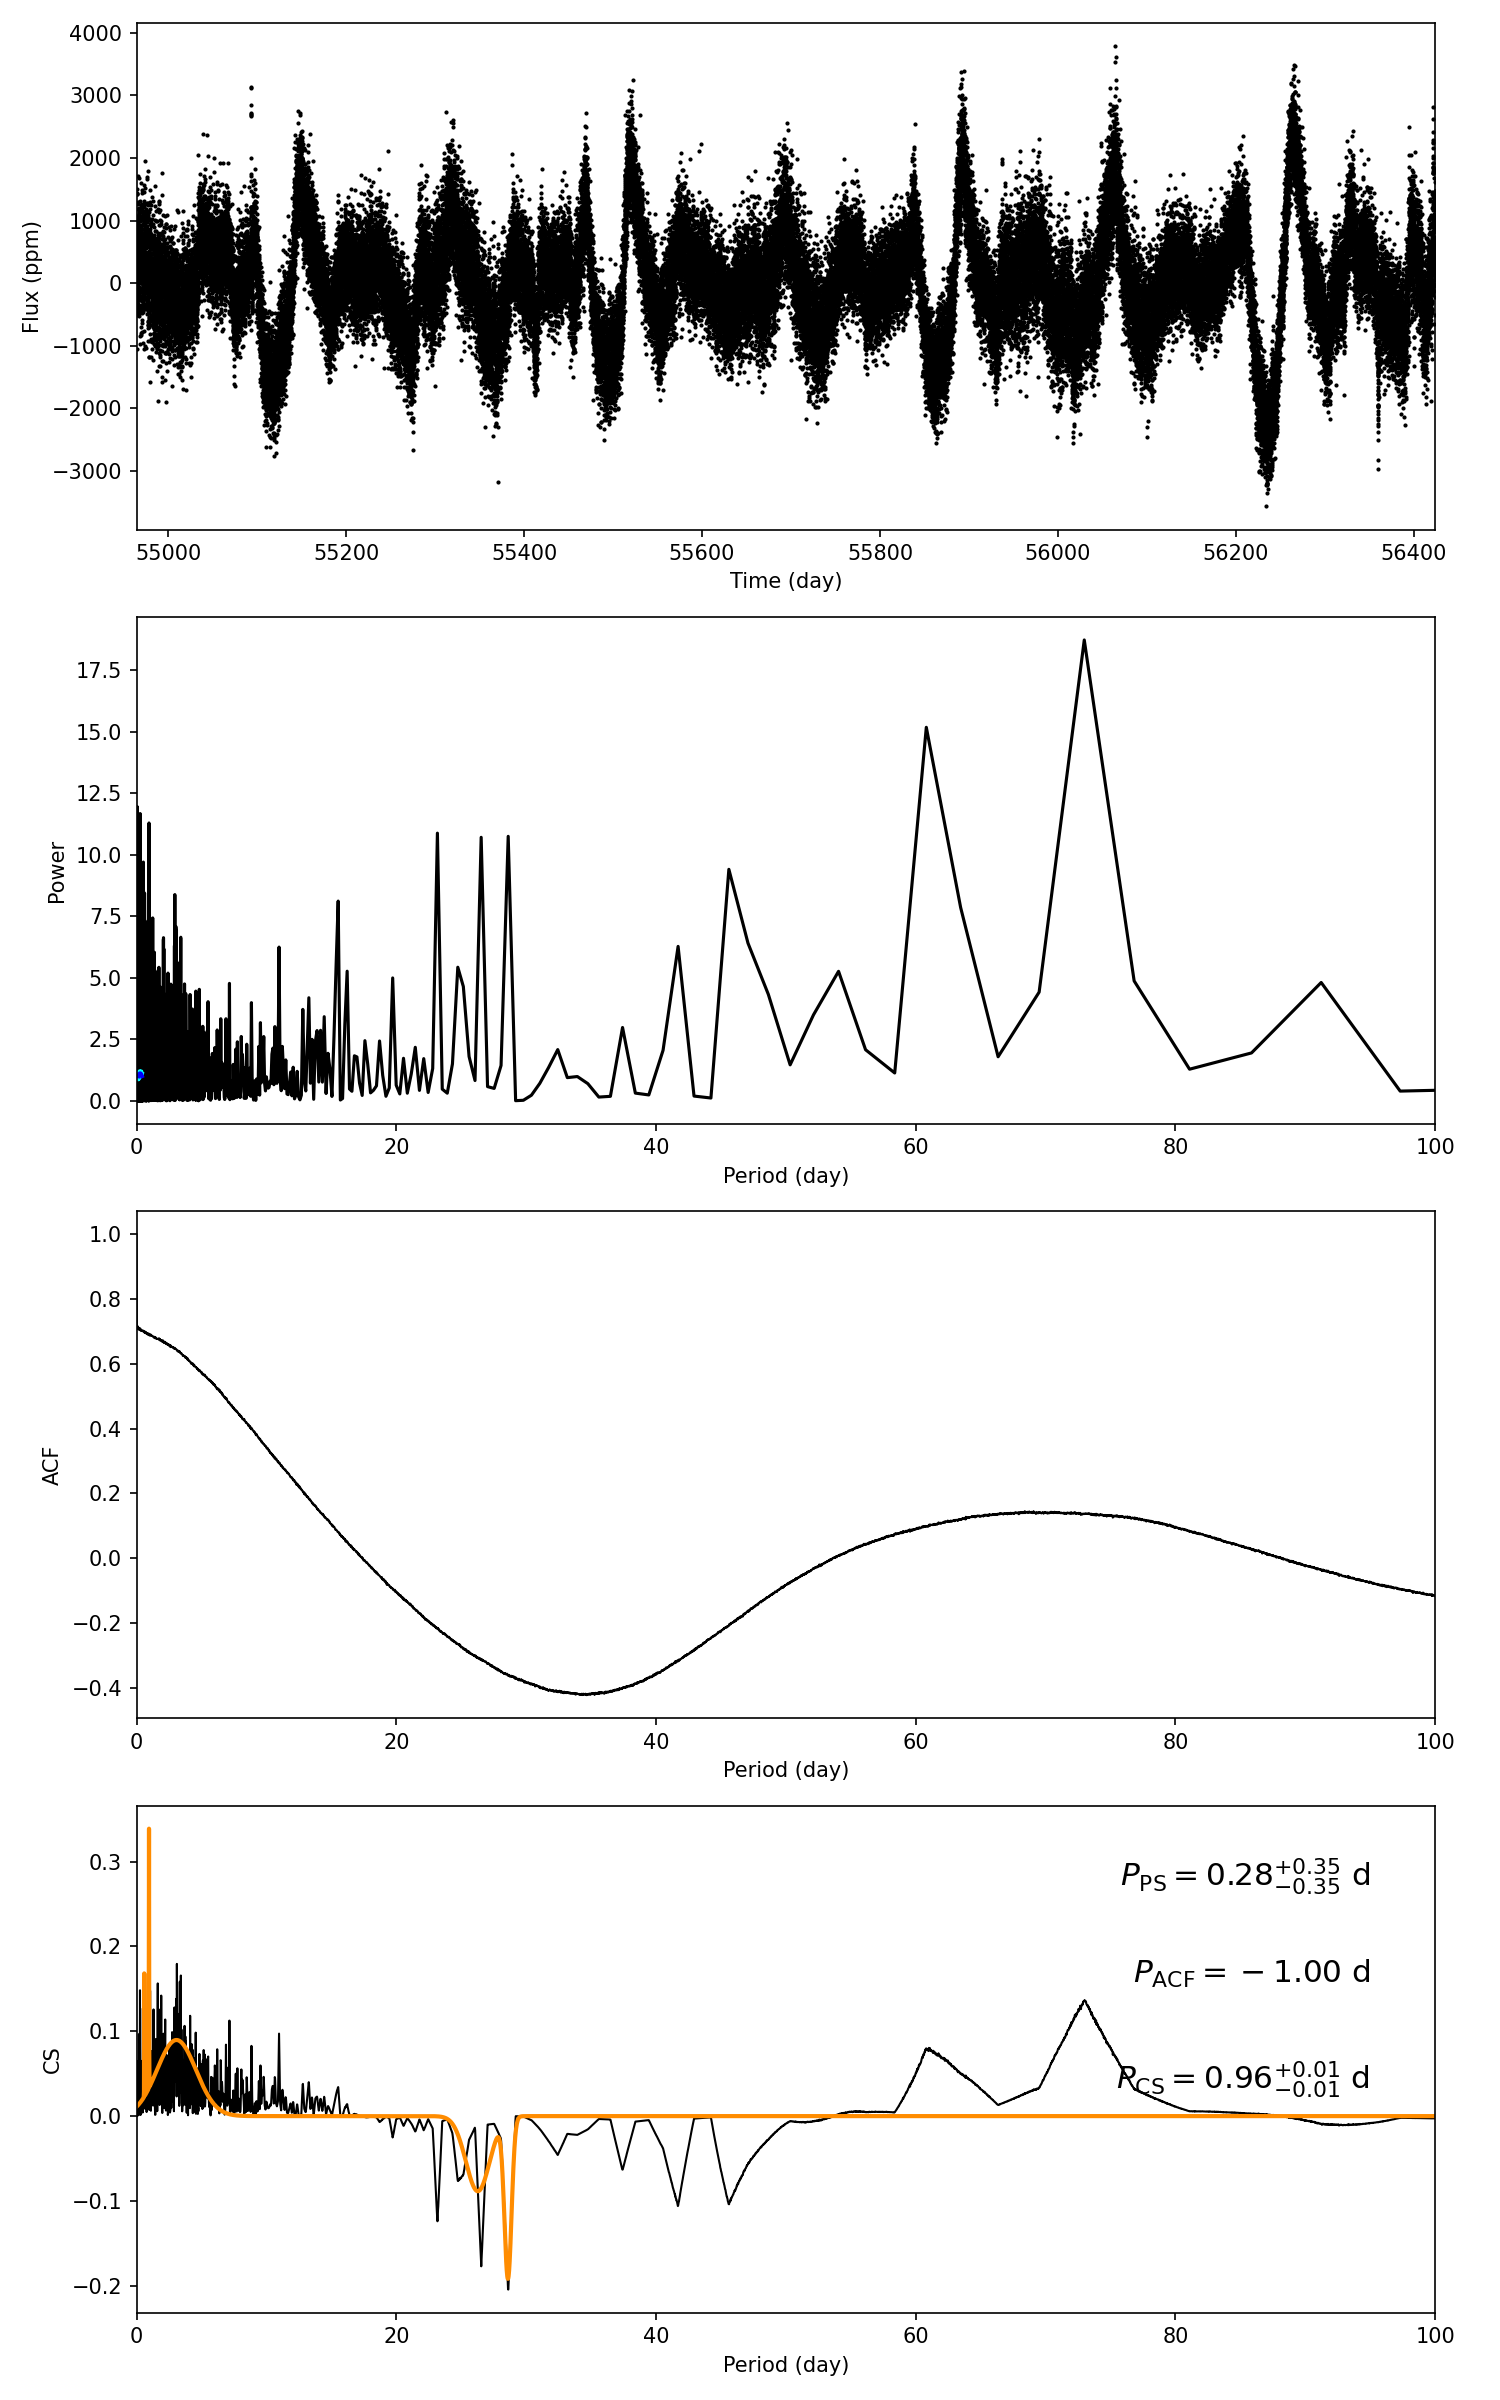 4000
3000
2000
1000
0
−1000
−2000
−3000
Flux (ppm)
55000 55200 55400 55600 55800 56000 56200 56400
Time (day)
17.5
15.0
12.5
10.0
7.5
5.0
2.5
0.0
Power
0 20 40 60 80 100
Period (day)
1.0
0.8
0.6
0.4
0.2
0.0
−0.2
−0.4
ACF
0 20 40 60 80 100
Period (day)
0.3
0.2
0.1
0.0
−0.1
−0.2
CS
P_PS = 0.28^{+0.35}_{−0.35} d
P_ACF = −1.00 d
P_CS = 0.96^{+0.01}_{−0.01} d
0 20 40 60 80 100
Period (day)